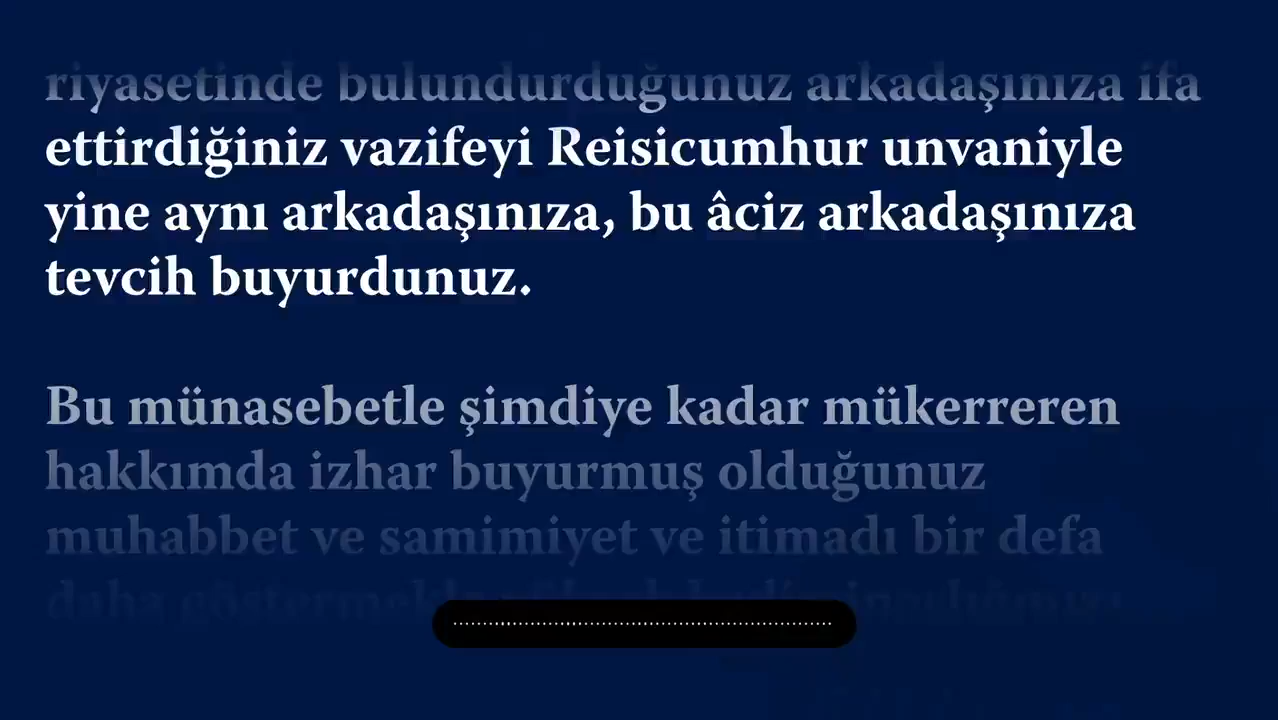 riyasetinde bulundurduğunuz arkadaşınıza ifa
ettirdiğiniz vazifeyi Reisicumhur unvaniyle
yine aynı arkadaşınıza, bu âciz arkadaşınıza
tevcih buyurdunuz.
Bu münasebetle şimdiye kadar mükerreren
hakkımda izhar buyurmuş olduğunuz
muhabbet ve samimiyet ve itimadı bir defa
daha